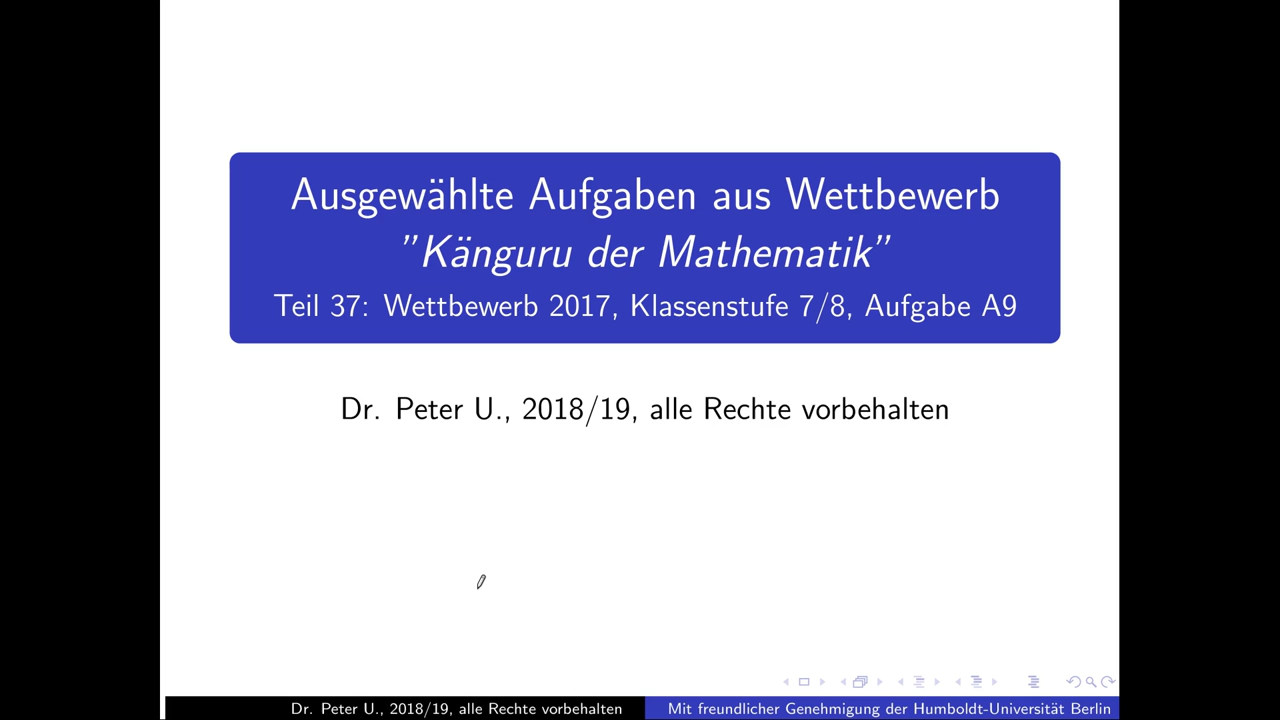 Ausgewählte Aufgaben aus Wettbewerb
"Känguru der Mathematik"
Teil 37: Wettbewerb 2017, Klassenstufe 7/8, Aufgabe A9
Dr. Peter U., 2018/19, alle Rechte vorbehalten
Dr. Peter U., 2018/19, alle Rechte vorbehalten
Mit freundlicher Genehmigung der Humboldt-Universität Berlin